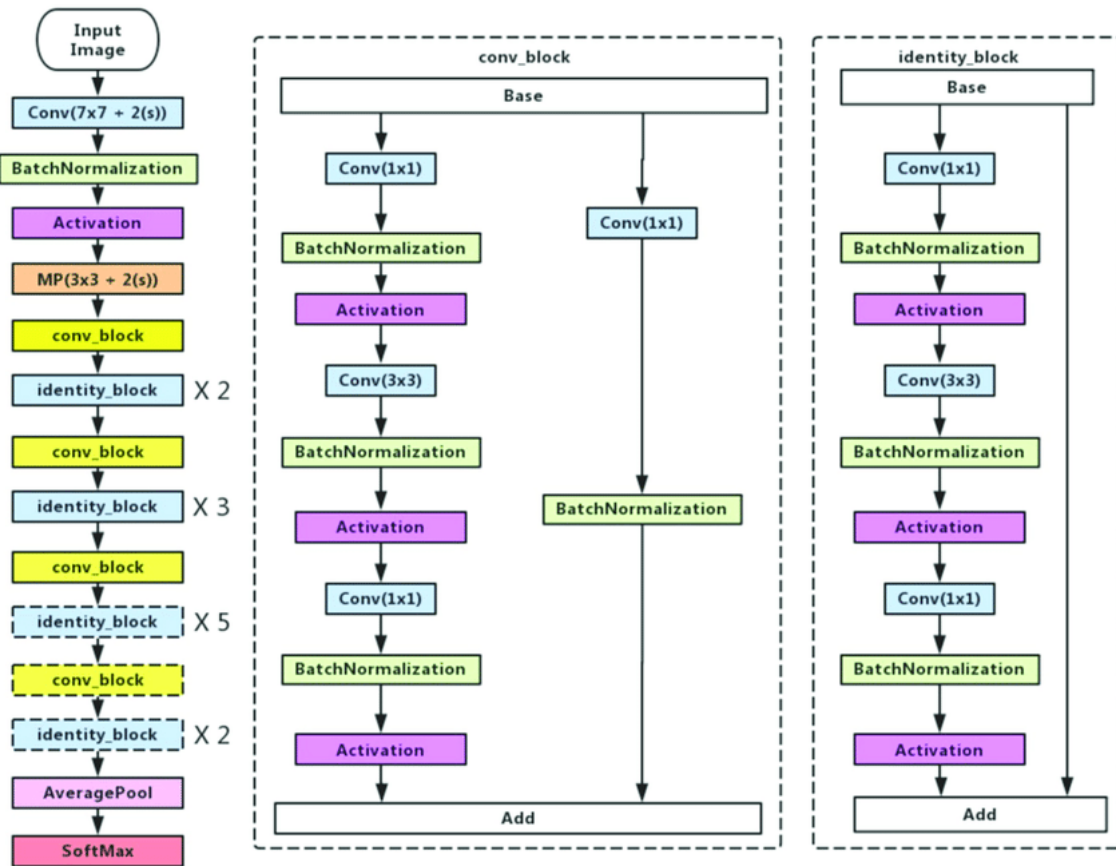 Input
Image
Conv(7x7 + 2(s))
BatchNormalization
Activation
MP(3x3 + 2(s))
conv_block
identity_block X 2
conv_block
identity_block X 3
conv_block
identity_block X 5
conv_block
identity_block X 2
AveragePool
SoftMax
conv_block
Base
Conv(1x1)
BatchNormalization
Activation
Conv(3x3)
BatchNormalization
Activation
Conv(1x1)
BatchNormalization
Activation
Conv(1x1)
BatchNormalization
Add
identity_block
Base
Conv(1x1)
BatchNormalization
Activation
Conv(3x3)
BatchNormalization
Activation
Conv(1x1)
BatchNormalization
Activation
Add